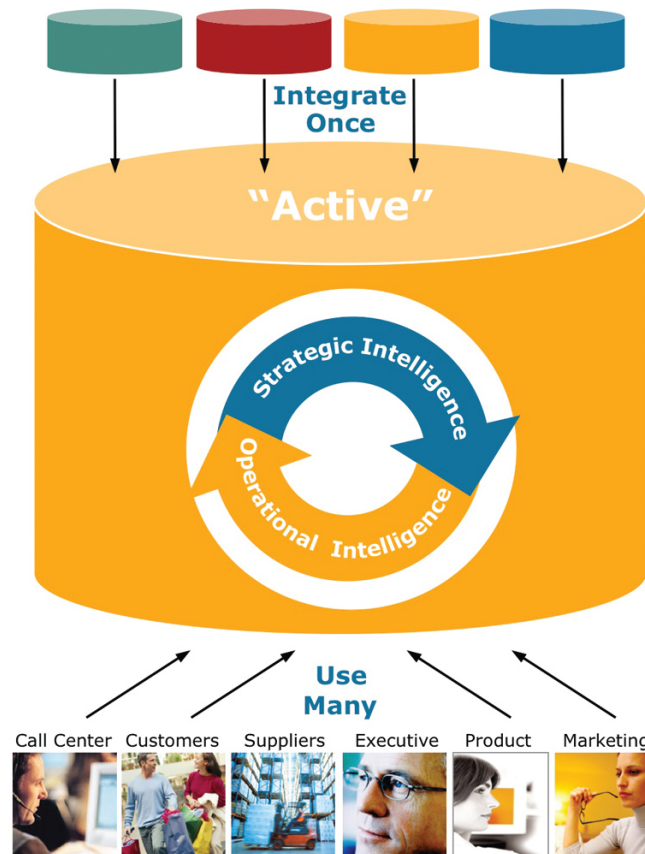 Integrate
Once
“Active”
Strategic Intelligence
Operational Intelligence
Use
Many
Call Center Customers Suppliers Executive Product Marketing